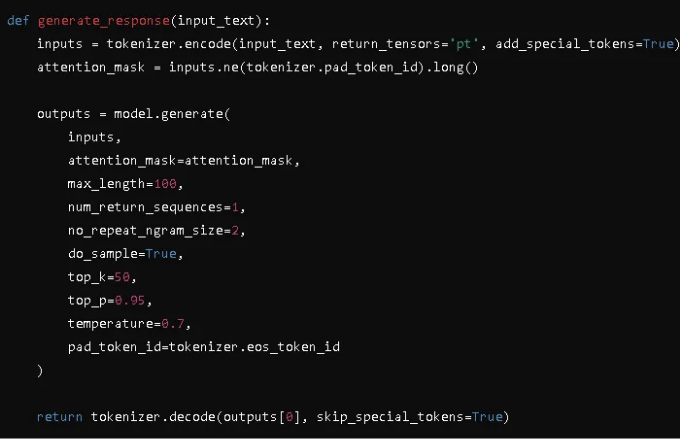 def generate_response(input_text):
    inputs = tokenizer.encode(input_text, return_tensors='pt', add_special_tokens=True)
    attention_mask = inputs.ne(tokenizer.pad_token_id).long()

    outputs = model.generate(
        inputs,
        attention_mask=attention_mask,
        max_length=100,
        num_return_sequences=1,
        no_repeat_ngram_size=2,
        do_sample=True,
        top_k=50,
        top_p=0.95,
        temperature=0.7,
        pad_token_id=tokenizer.eos_token_id
    )

    return tokenizer.decode(outputs[0], skip_special_tokens=True)